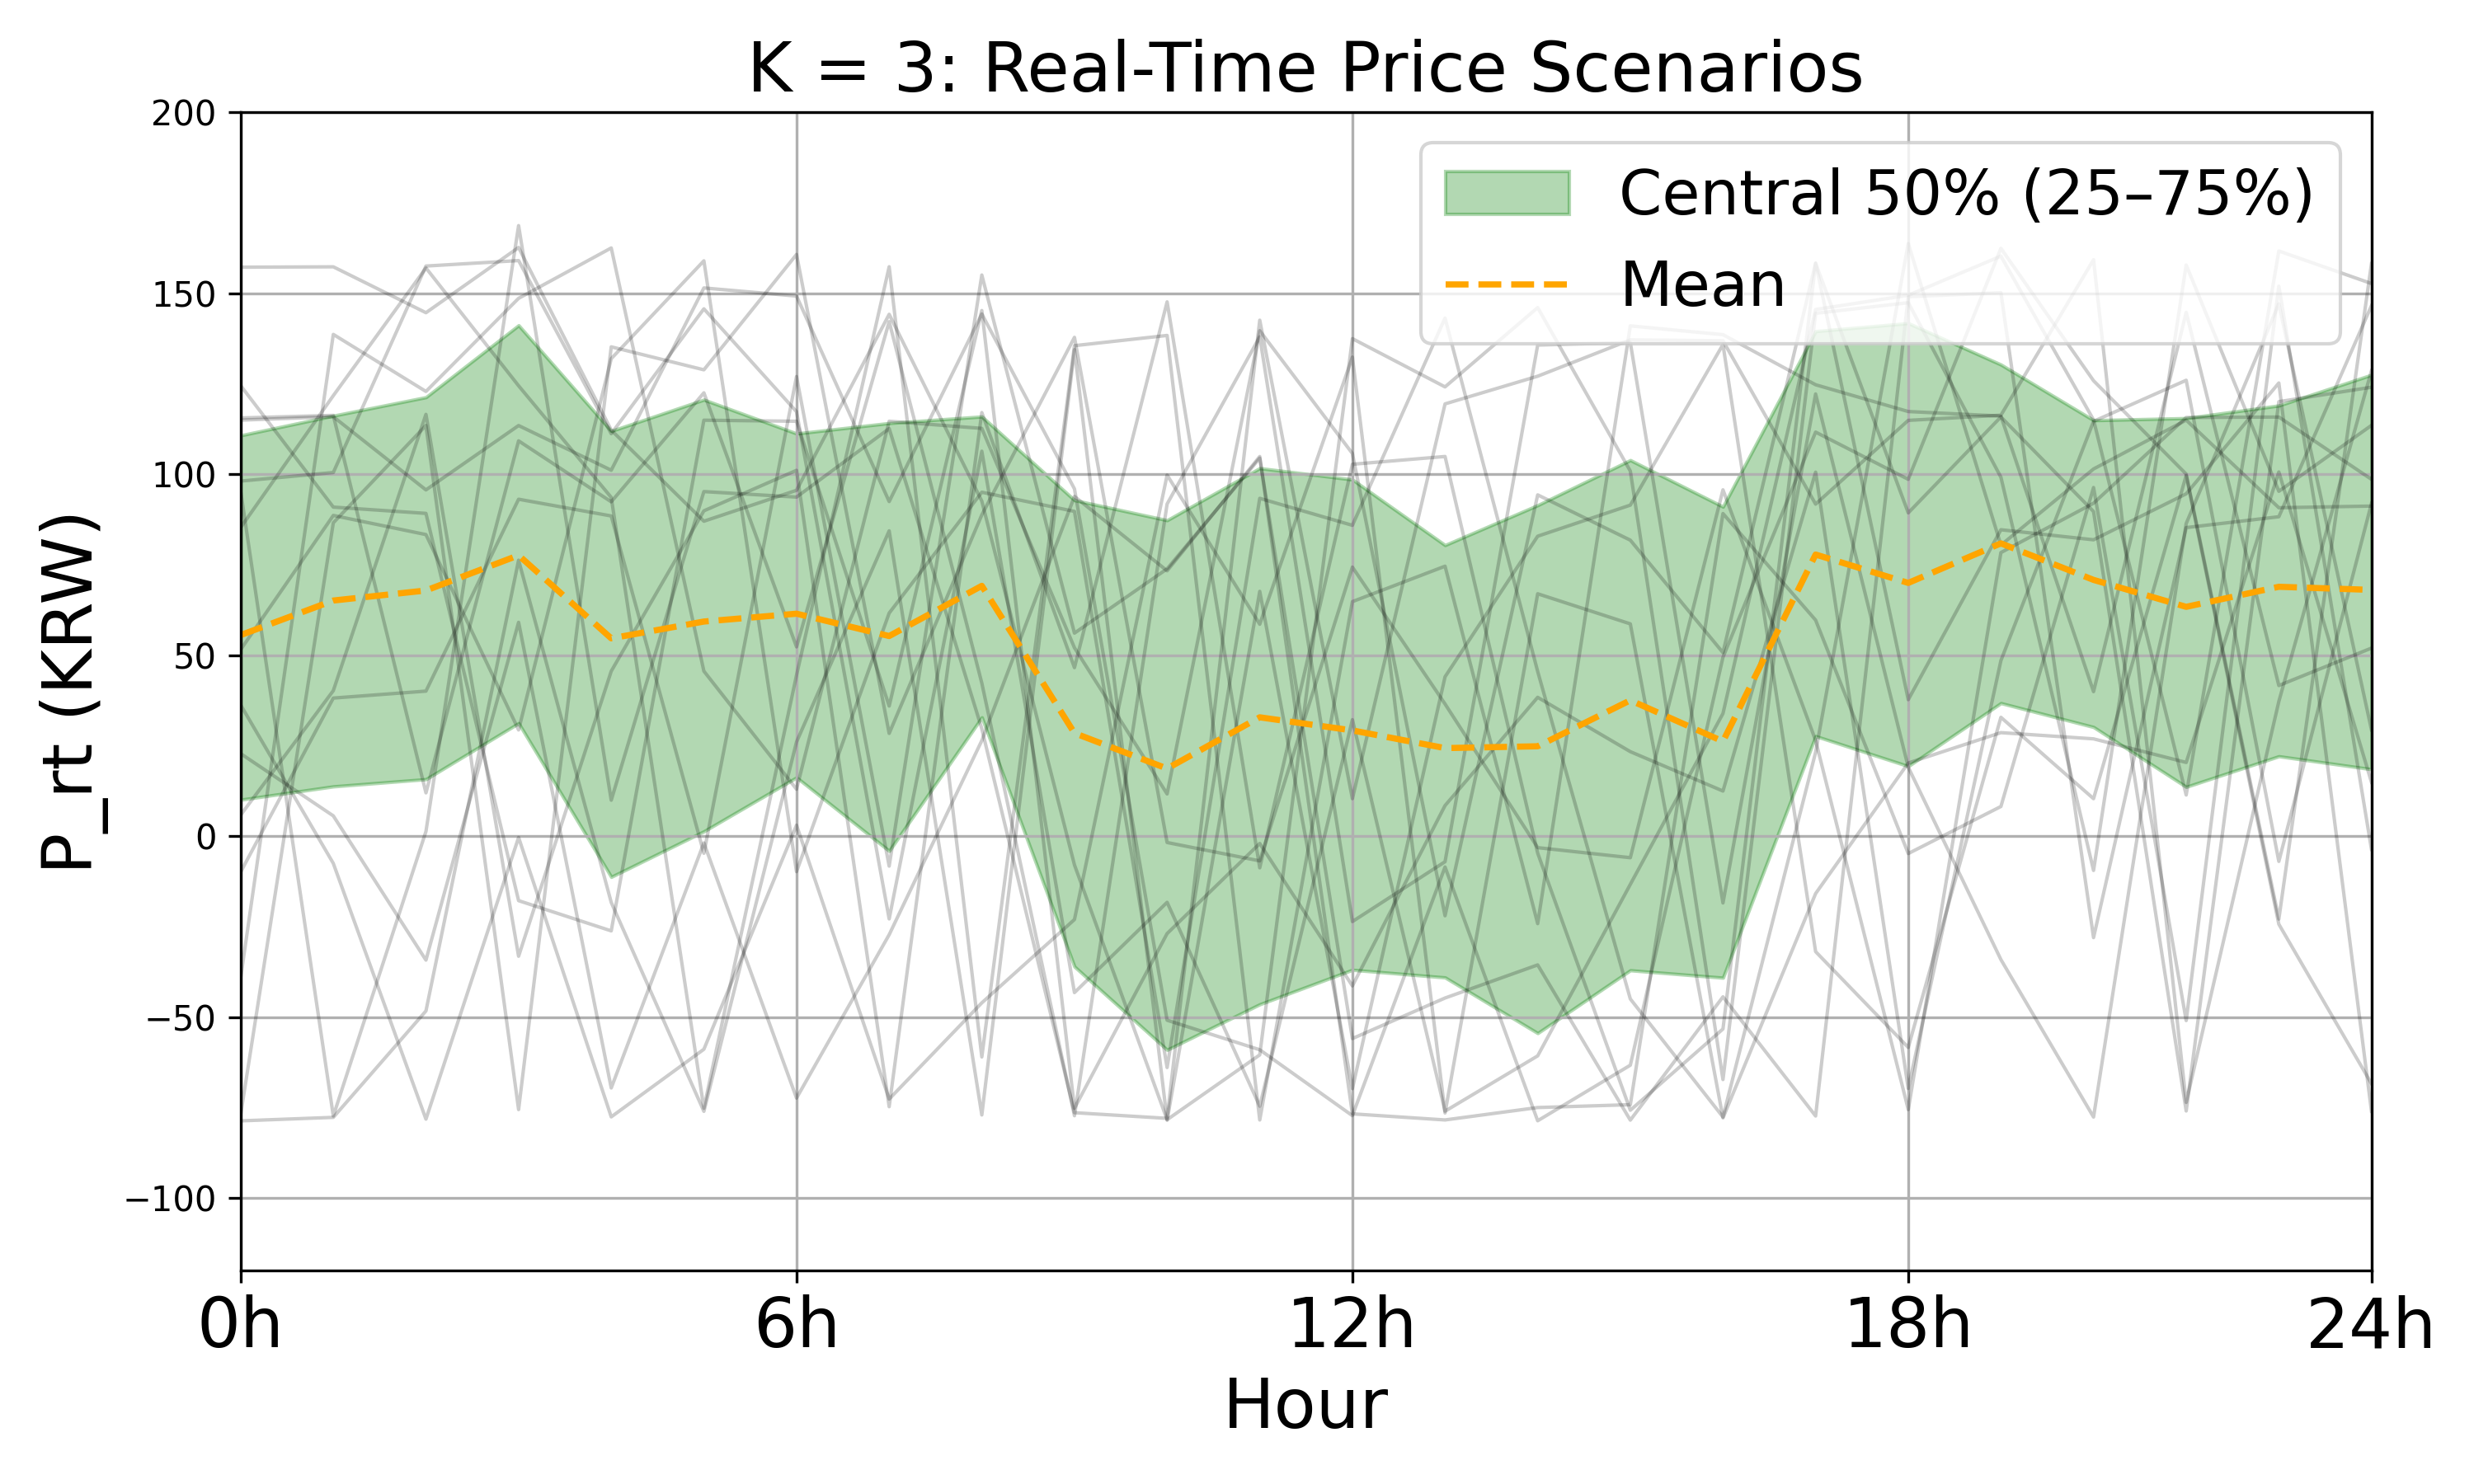 K = 3: Real-Time Price Scenarios
Central 50% (25–75%)
Mean
P_rt (KRW)
200
150
100
50
0
−50
−100
0h
6h
12h
18h
24h
Hour